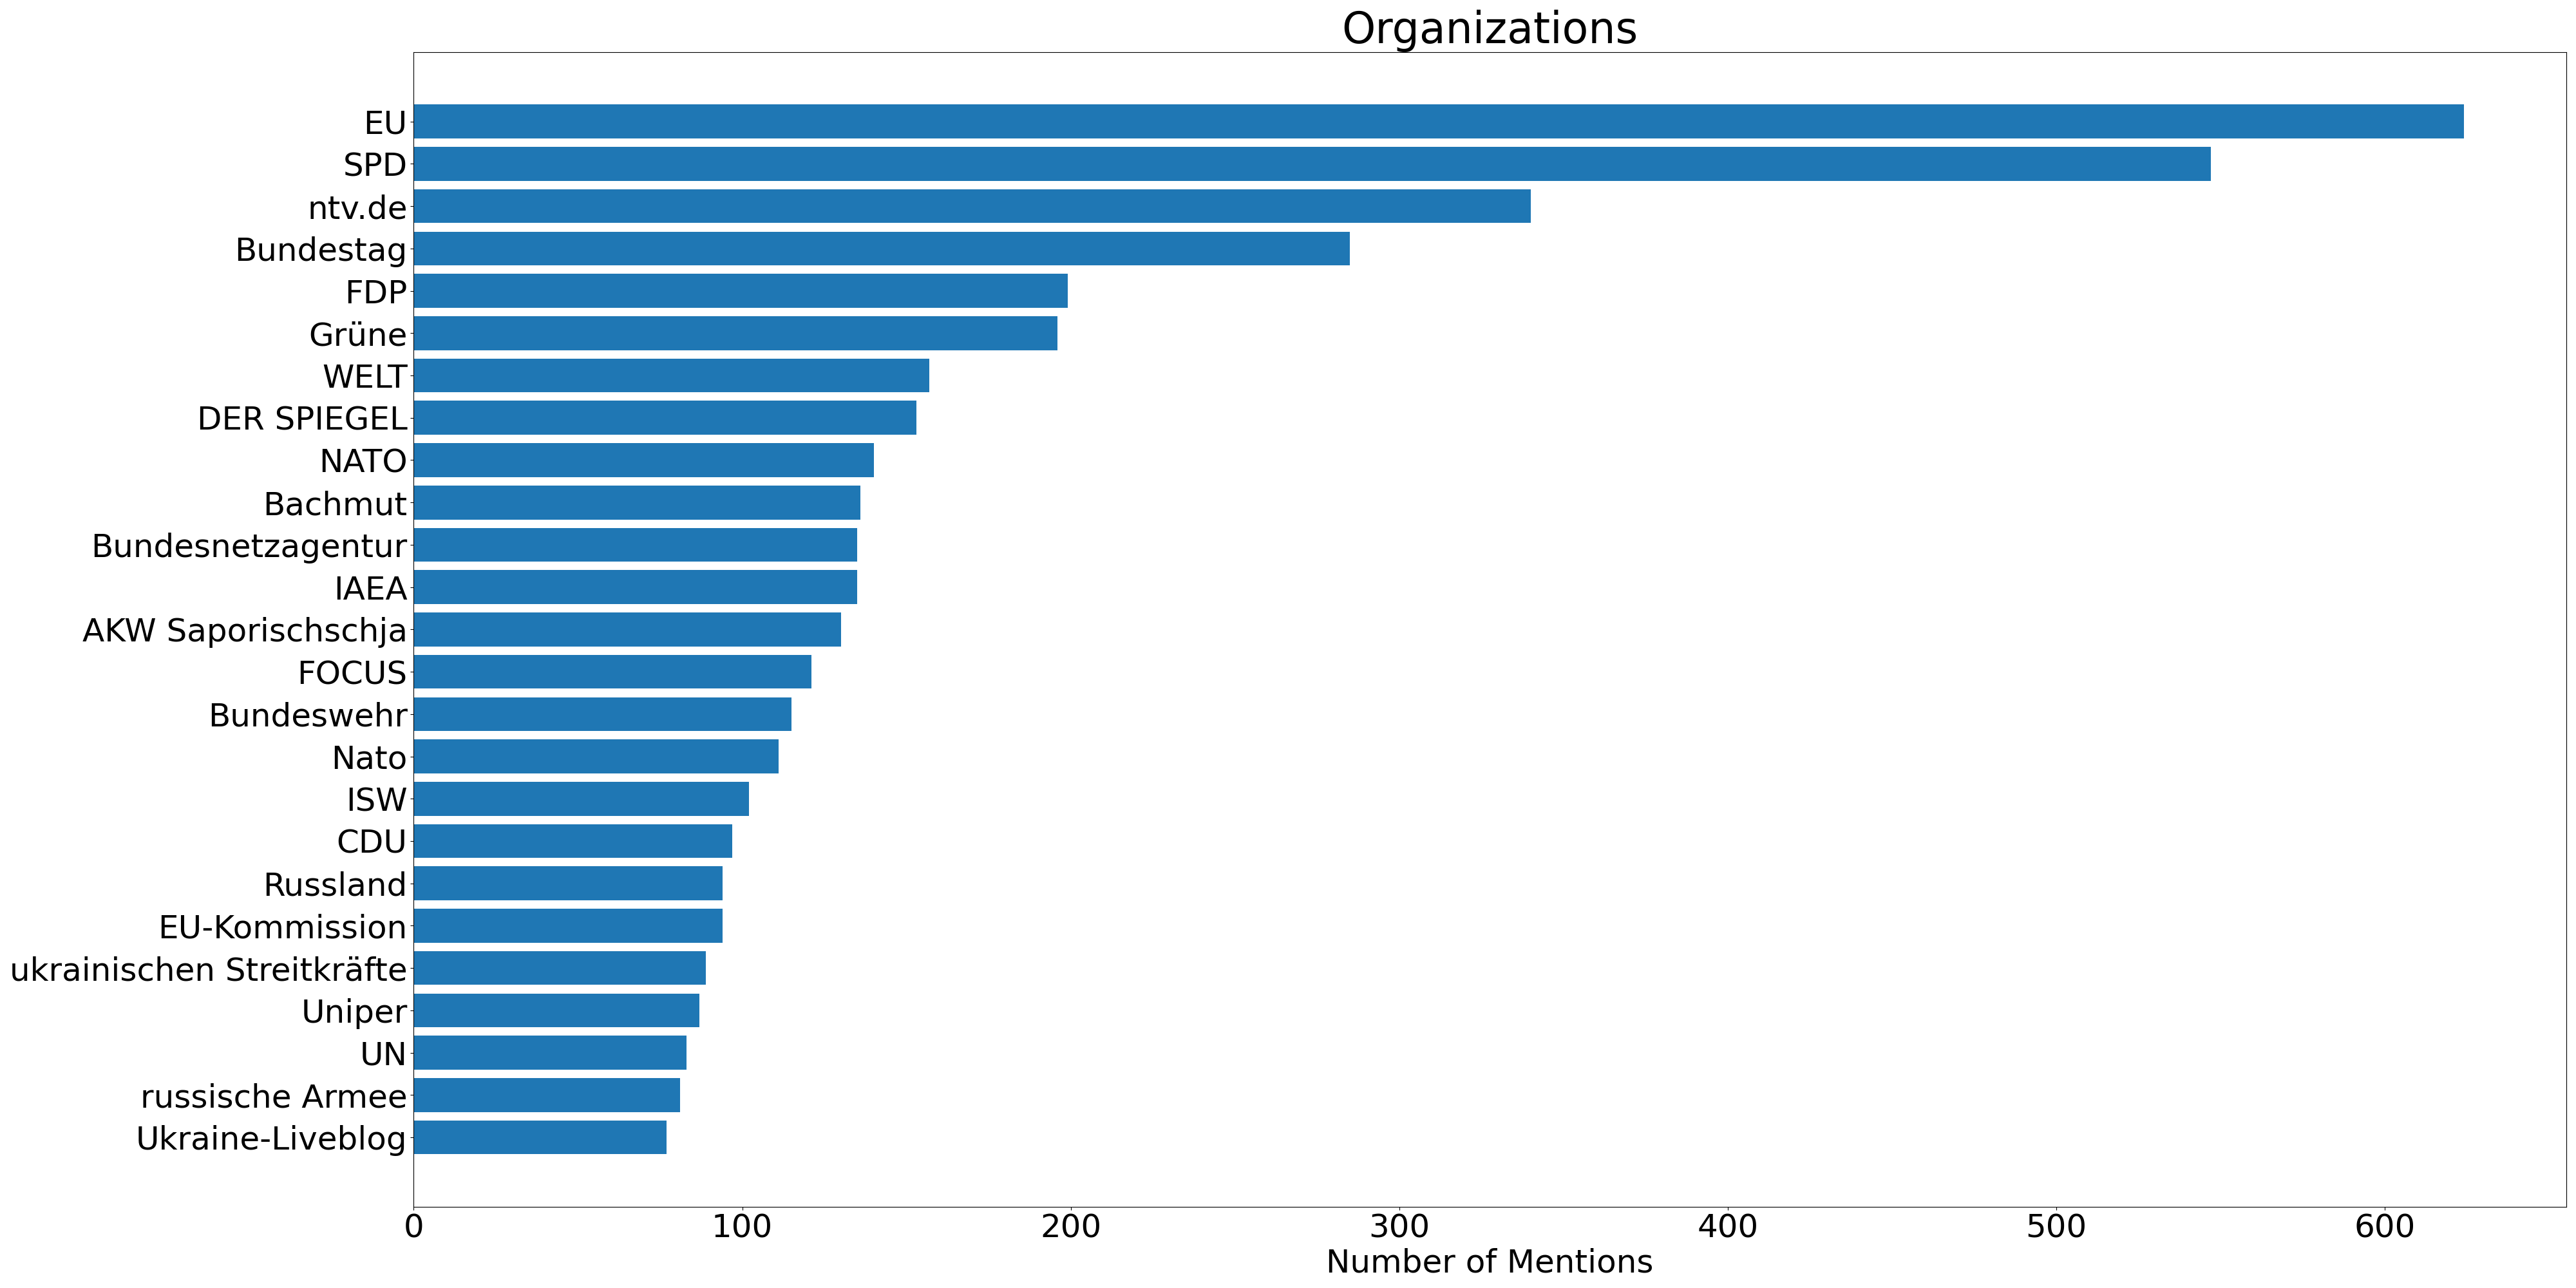 Organizations
EU
SPD
ntv.de
Bundestag
FDP
Grüne
WELT
DER SPIEGEL
NATO
Bachmut
Bundesnetzagentur
IAEA
AKW Saporischschja
FOCUS
Bundeswehr
Nato
ISW
CDU
Russland
EU-Kommission
ukrainischen Streitkräfte
Uniper
UN
russische Armee
Ukraine-Liveblog
0 100 200 300 400 500 600
Number of Mentions